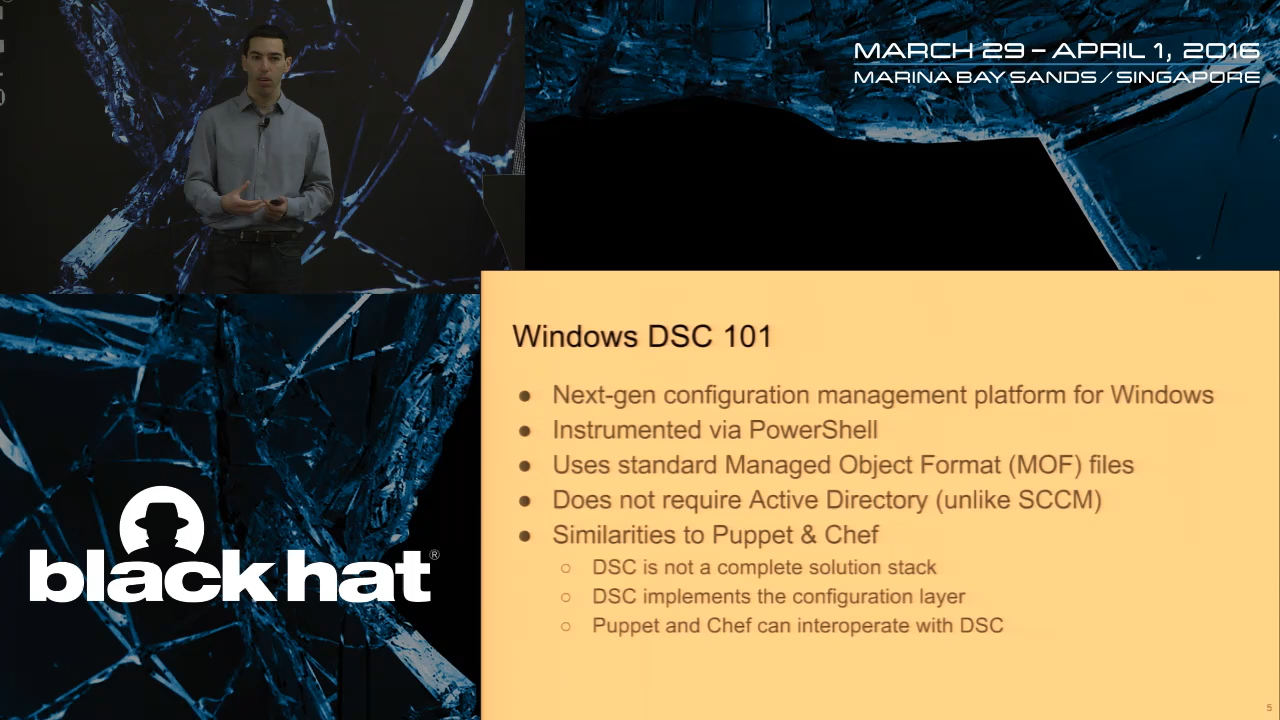 MARCH 29 – APRIL 1, 2016
MARINA BAY SANDS / SINGAPORE
Windows DSC 101
● Next-gen configuration management platform for Windows
● Instrumented via PowerShell
● Uses standard Managed Object Format (MOF) files
● Does not require Active Directory (unlike SCCM)
● Similarities to Puppet & Chef
○ DSC is not a complete solution stack
○ DSC implements the configuration layer
○ Puppet and Chef can interoperate with DSC
black hat®
5